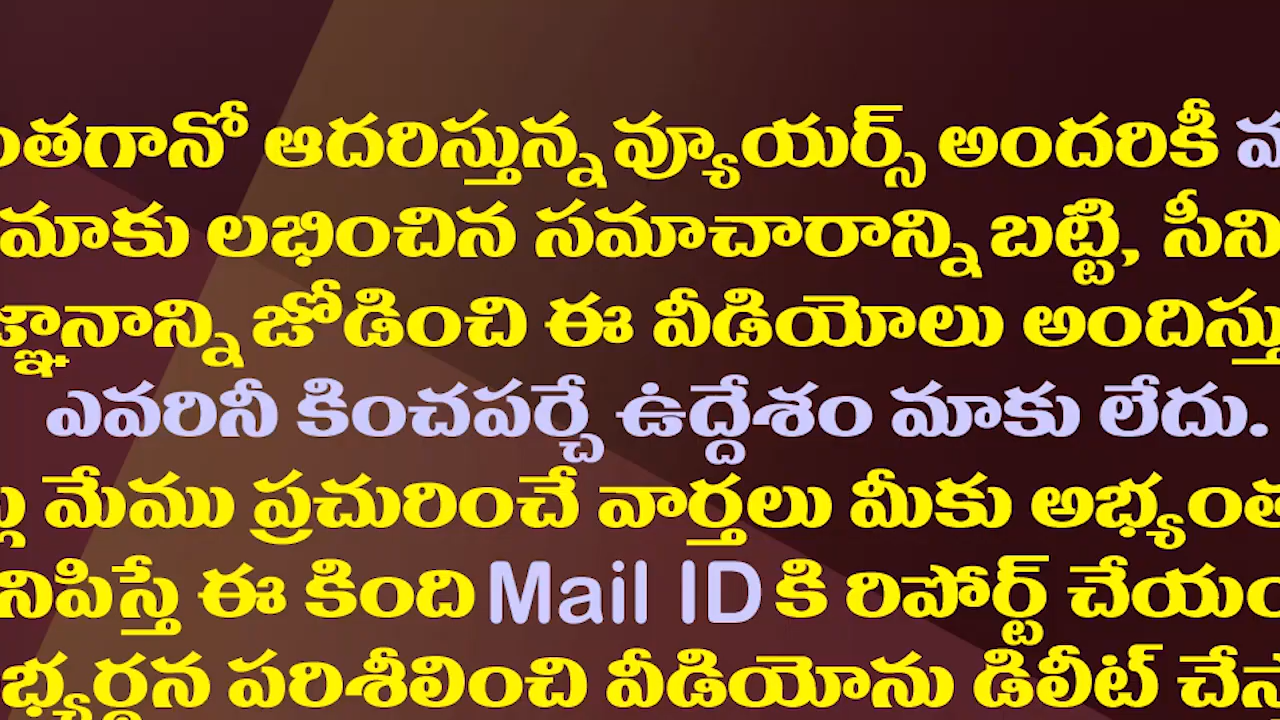 ఆదరిస్తున్న వ్యూయర్స్ అందరికీ
మాకు లభించిన సమాచారాన్ని బట్టి,
జోడించి ఈ వీడియోలు
ఎవరినీ కించపర్చే ఉద్దేశం మాకు లేదు.
మేము ప్రచురించే వార్తలు మీకు
ఈ కింది Mail ID కి రిపోర్ట్
పరిశీలించి వీడియోను డిలీట్